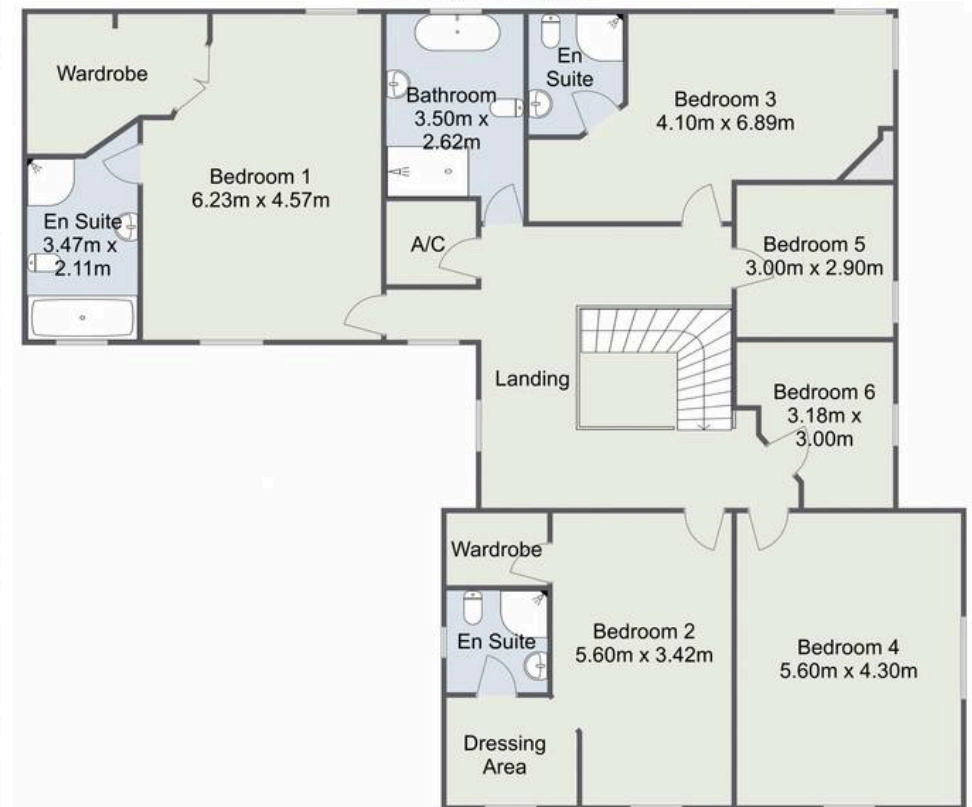 Wardrobe
Bathroom
3.50m x
2.62m
En
Suite
Bedroom 3
4.10m x 6.89m
Bedroom 1
6.23m x 4.57m
En Suite
3.47m x
2.11m
A/C
Bedroom 5
3.00m x 2.90m
Landing
Bedroom 6
3.18m x
3.00m
Wardrobe
En Suite
Bedroom 2
5.60m x 3.42m
Bedroom 4
5.60m x 4.30m
Dressing
Area